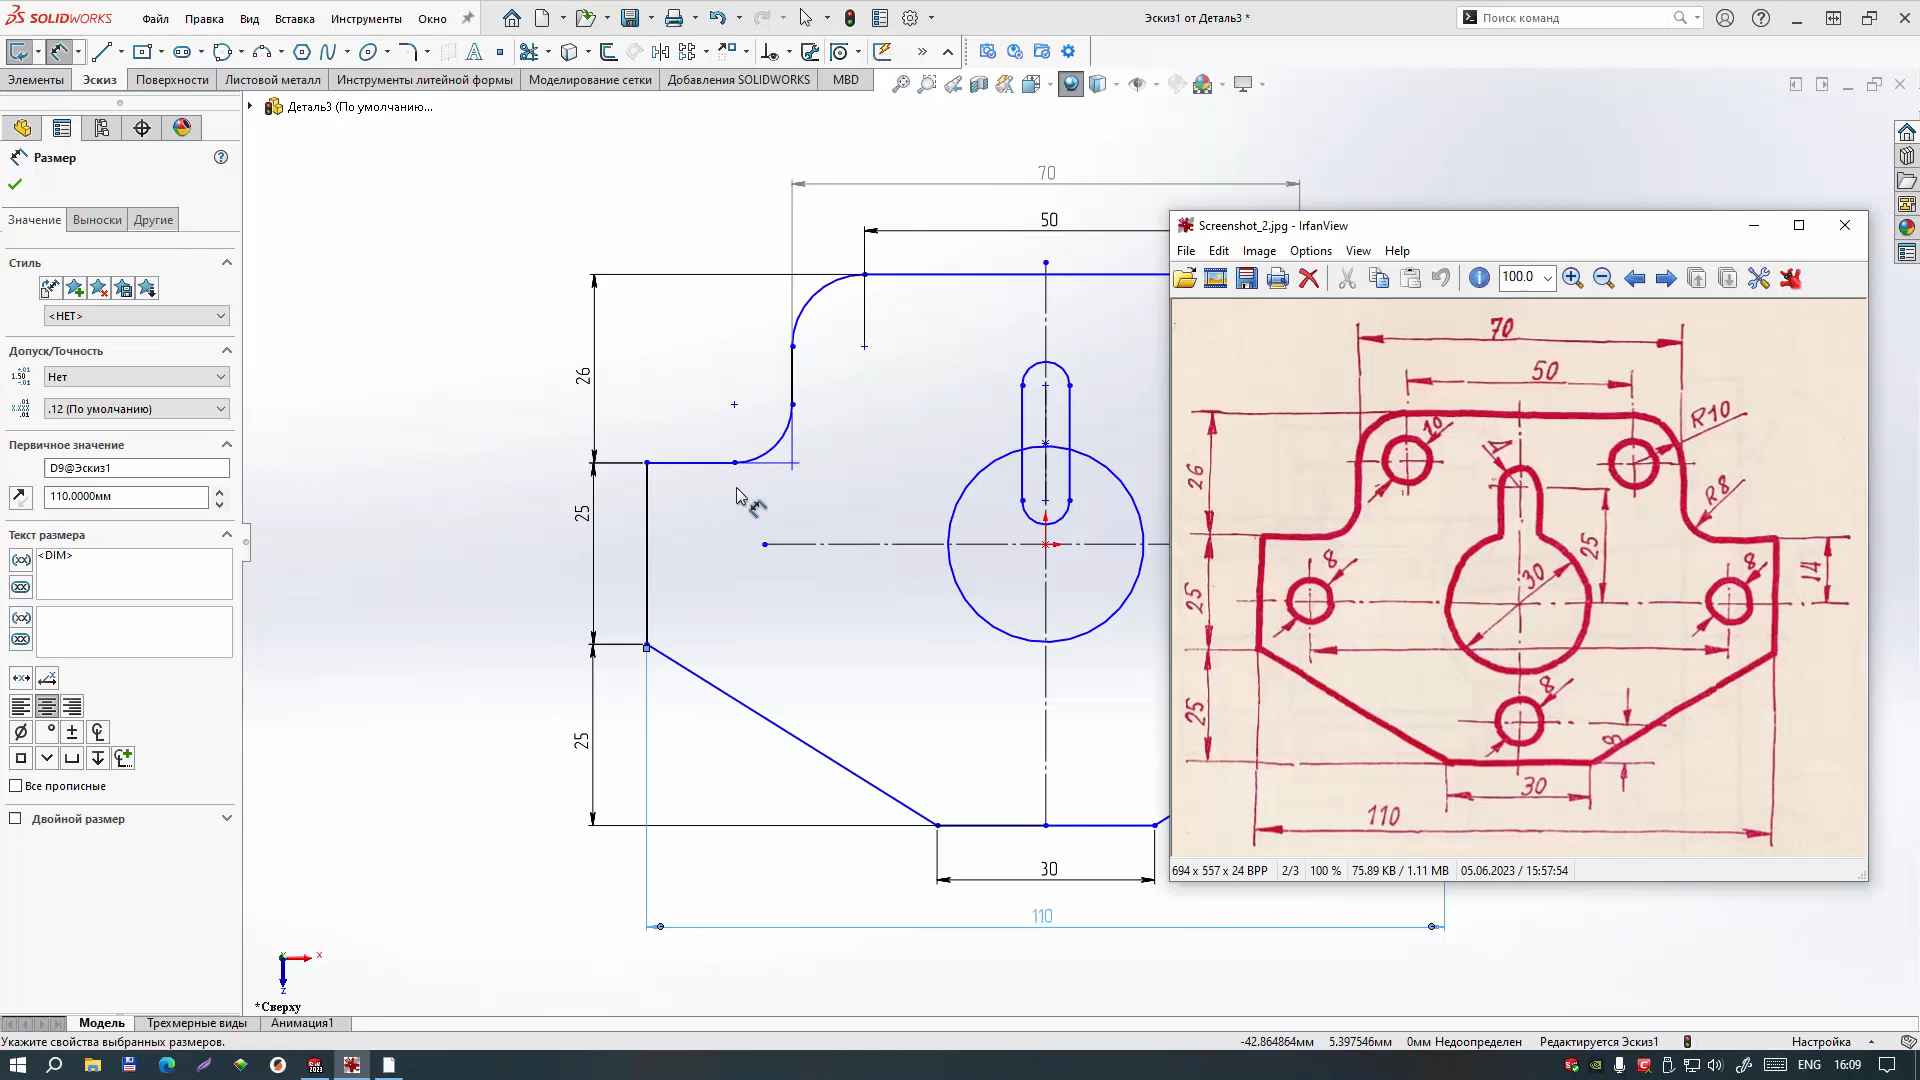 SOLIDWORKS
Файл Правка Вид Вставка Инструменты Окно
Эскиз1 от Деталь3 *
Поиск команд
Элементы Эскиз Поверхности Листовой металл Инструменты литейной формы Моделирование сетки Добавления SOLIDWORKS MBD
Деталь3 (По умолчанию...
Размер
Значение Выноски Другие
Стиль
<НЕТ>
Допуск/Точность
Нет
.12 (По умолчанию)
Первичное значение
D9@Эскиз1
110.0000мм
Текст размера
<DIM>
Все прописные
Двойной размер
70
50
26
25
25
30
110
*Сверху
Screenshot_2.jpg - IrfanView
File Edit Image Options View Help
100.0
70
50
R10
10
26
R8
25
8
30
8
14
25
8
25
8
30
110
694 x 557 x 24 BPP 2/3 100 % 75.89 KB / 1.11 MB 05.06.2023 / 15:57:54
Модель Трехмерные виды Анимация1
Укажите свойства выбранных размеров.
-42.864864мм 5.397546мм 0мм Недоопределен Редактируется Эскиз1 Настройка
ENG 16:09